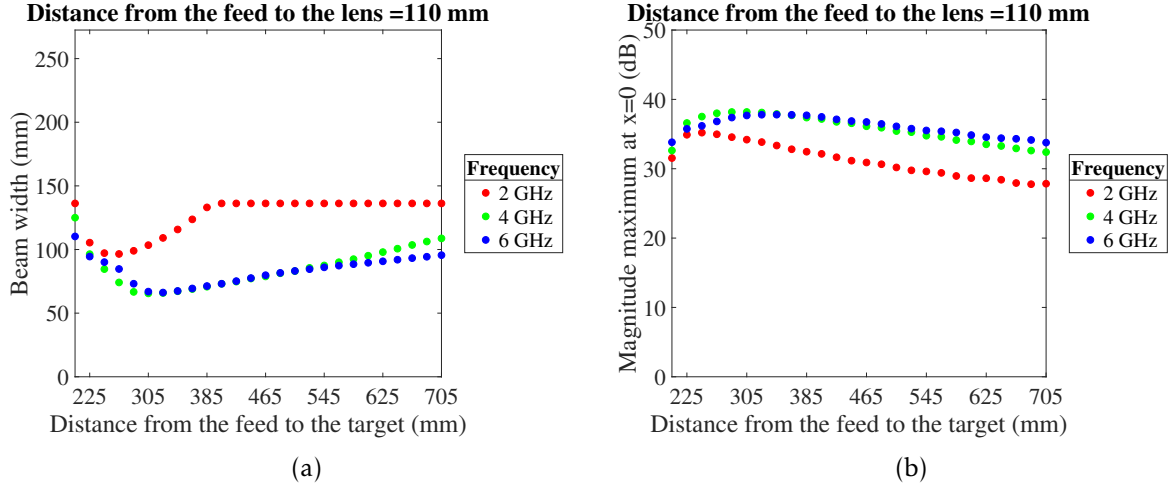 Distance from the feed to the lens =110 mm
250
200
150
100
50
0
Beam width (mm)
225 305 385 465 545 625 705
Distance from the feed to the target (mm)
Frequency
2 GHz
4 GHz
6 GHz
(a)
Distance from the feed to the lens =110 mm
50
40
30
20
10
0
Magnitude maximum at x=0 (dB)
225 305 385 465 545 625 705
Distance from the feed to the target (mm)
Frequency
2 GHz
4 GHz
6 GHz
(b)